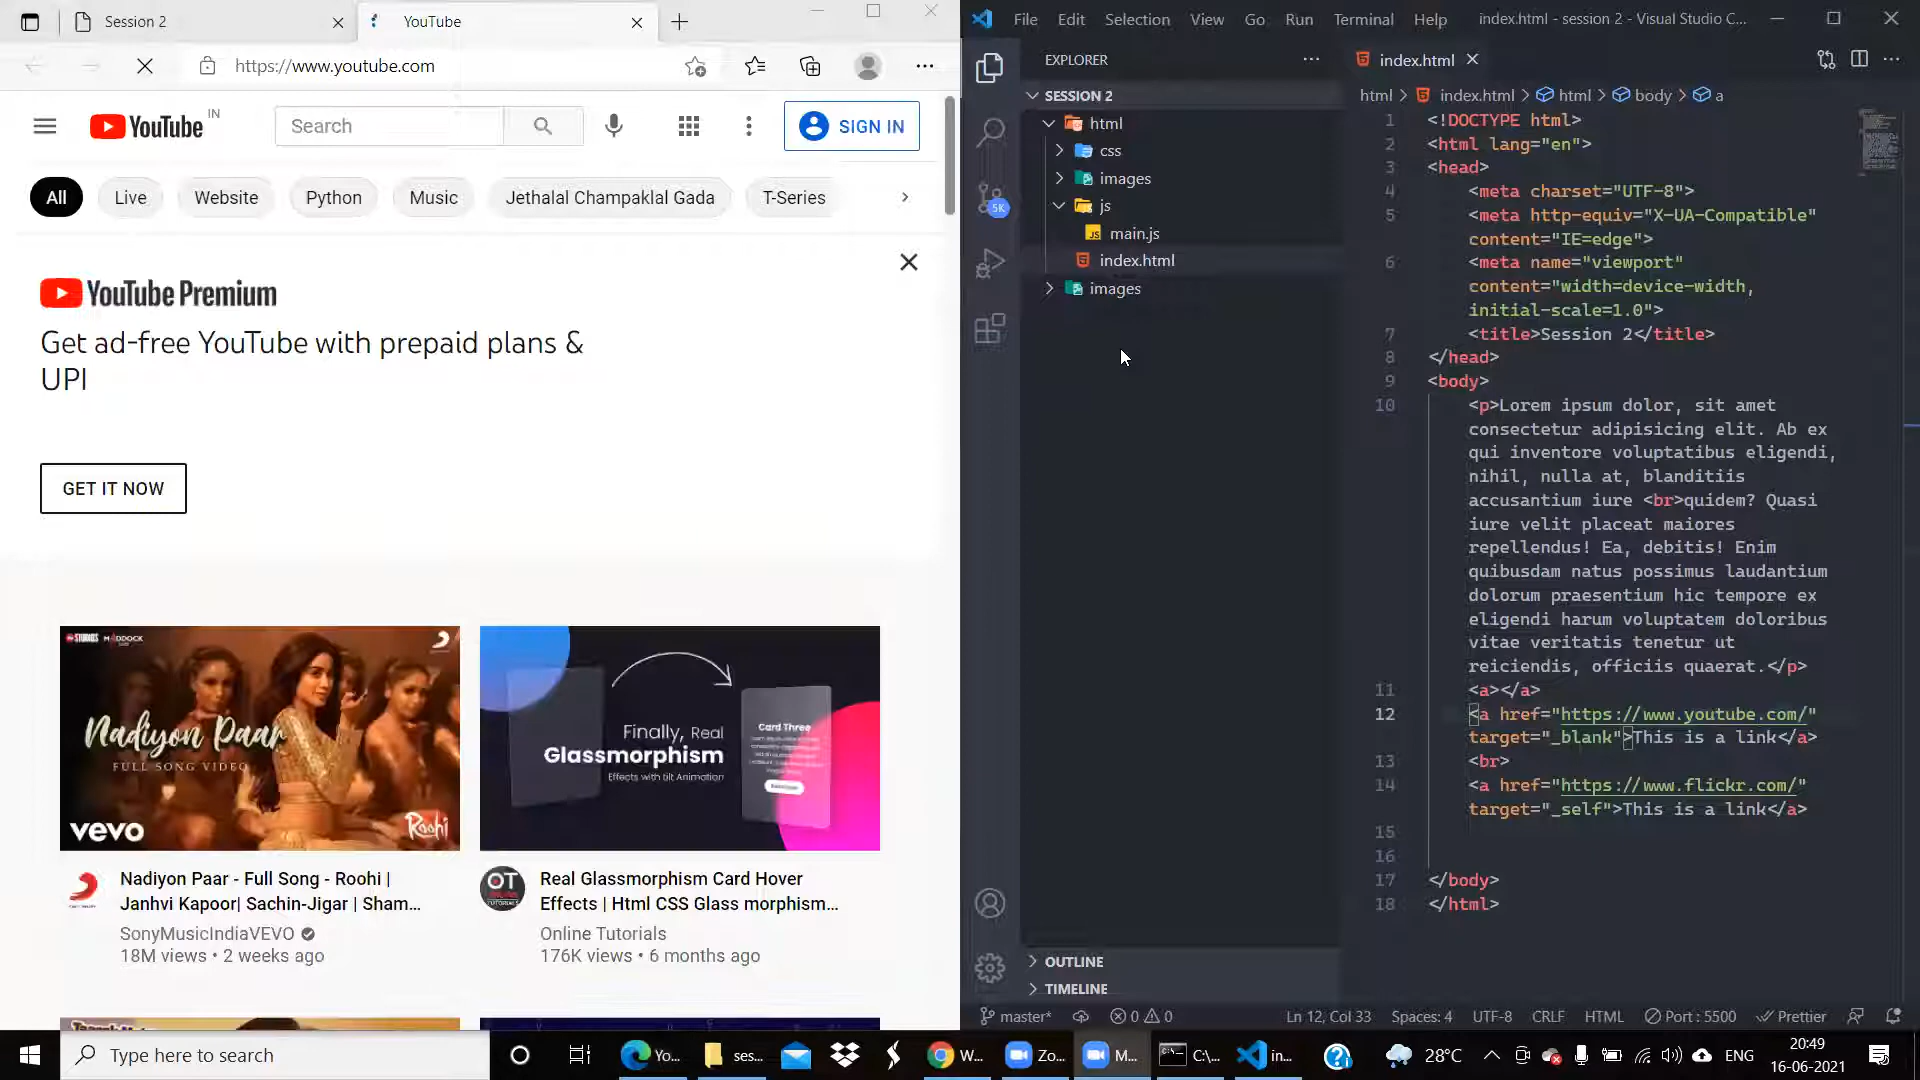 Session 2
YouTube
https://www.youtube.com
YouTube IN
Search
SIGN IN
All
Live
Website
Python
Music
Jethalal Champaklal Gada
T-Series
YouTube Premium
Get ad-free YouTube with prepaid plans &
UPI
GET IT NOW
Nadiyon Paar
FULL SONG VIDEO
vevo
Roohi
Finally, Real
Glassmorphism
Effects with tilt Animation
Card Three
Nadiyon Paar - Full Song - Roohi |
Janhvi Kapoor| Sachin-Jigar | Sham...
SonyMusicIndiaVEVO
18M views • 2 weeks ago
OT
Real Glassmorphism Card Hover
Effects | Html CSS Glass morphism...
Online Tutorials
176K views • 6 months ago
File Edit Selection View Go Run Terminal Help
index.html - session 2 - Visual Studio C...
EXPLORER
SESSION 2
html
css
images
js
main.js
index.html
images
5K
OUTLINE
TIMELINE
index.html
html > index.html > html > body > a
1 <!DOCTYPE html>
2 <html lang="en">
3 <head>
4 <meta charset="UTF-8">
5 <meta http-equiv="X-UA-Compatible"
content="IE=edge">
6 <meta name="viewport"
content="width=device-width,
initial-scale=1.0">
7 <title>Session 2</title>
8 </head>
9 <body>
10 <p>Lorem ipsum dolor, sit amet
consectetur adipisicing elit. Ab ex
qui inventore voluptatibus eligendi,
nihil, nulla at, blanditiis
accusantium iure <br>quidem? Quasi
iure velit placeat maiores
repellendus! Ea, debitis! Enim
quibusdam natus possimus laudantium
dolorum praesentium hic tempore ex
eligendi harum voluptatem doloribus
vitae veritatis tenetur ut
reiciendis, officiis quaerat.</p>
11 <a></a>
12 <a href="https://www.youtube.com/"
target="_blank">This is a link</a>
13 <br>
14 <a href="https://www.flickr.com/"
target="_self">This is a link</a>
15
16
17 </body>
18 </html>
master* 0 0 Ln 12, Col 33 Spaces: 4 UTF-8 CRLF HTML Port : 5500 Prettier
Type here to search
Yo...
ses...
W...
Zo...
M...
C:\...
in...
28°C
ENG
20:49
16-06-2021